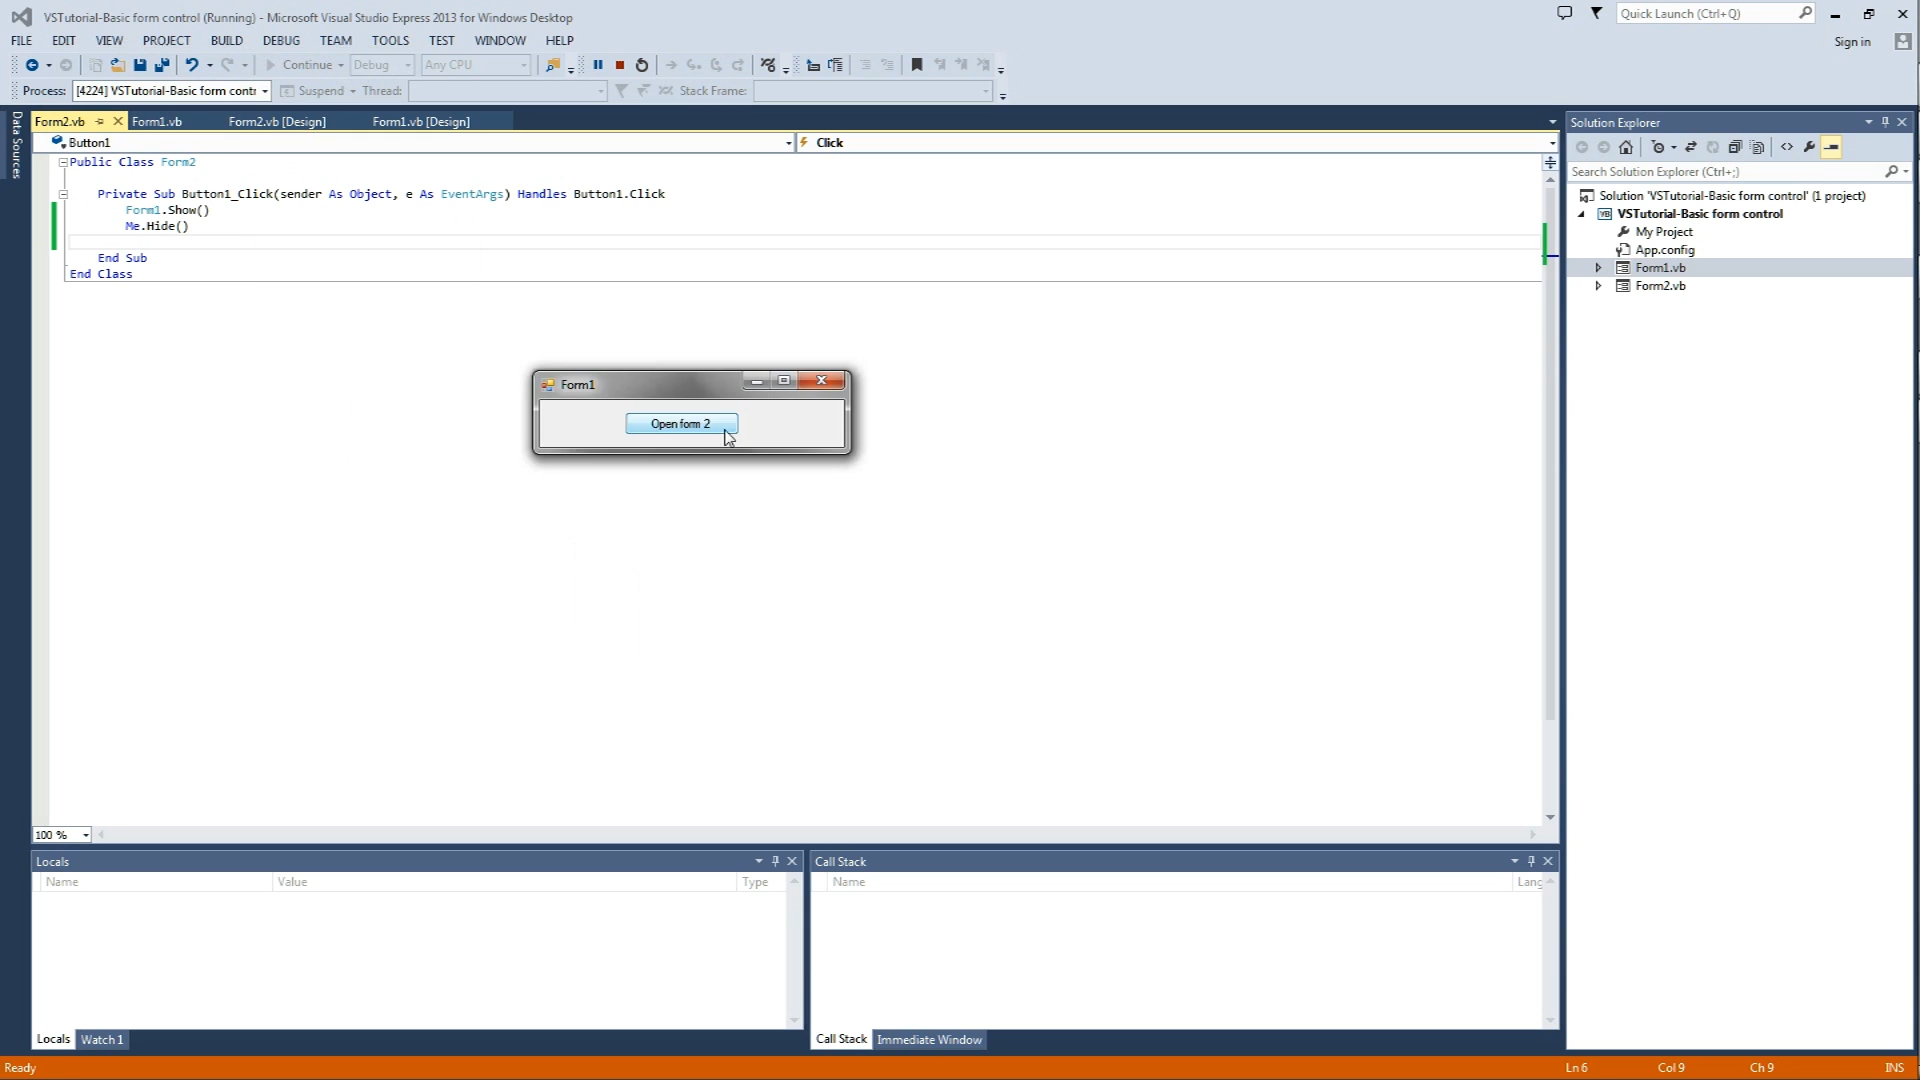 VSTutorial-Basic form control (Running) - Microsoft Visual Studio Express 2013 for Windows Desktop
Quick Launch (Ctrl+Q)
FILE EDIT VIEW PROJECT BUILD DEBUG TEAM TOOLS TEST WINDOW HELP
Sign in
Continue Debug Any CPU
Process: [4224] VSTutorial-Basic form contr Suspend Thread: Stack Frame:
Data Sources
Form2.vb Form1.vb Form2.vb [Design] Form1.vb [Design]
Button1 Click
Public Class Form2
Private Sub Button1_Click(sender As Object, e As EventArgs) Handles Button1.Click
Form1.Show()
Me.Hide()
End Sub
End Class
Form1
Open form 2
Solution Explorer
Search Solution Explorer (Ctrl+;)
Solution 'VSTutorial-Basic form control' (1 project)
VB VSTutorial-Basic form control
My Project
App.config
Form1.vb
Form2.vb
100 %
Locals
Name Value Type
Locals Watch 1
Call Stack
Name Lang
Call Stack Immediate Window
Ready Ln 6 Col 9 Ch 9 INS